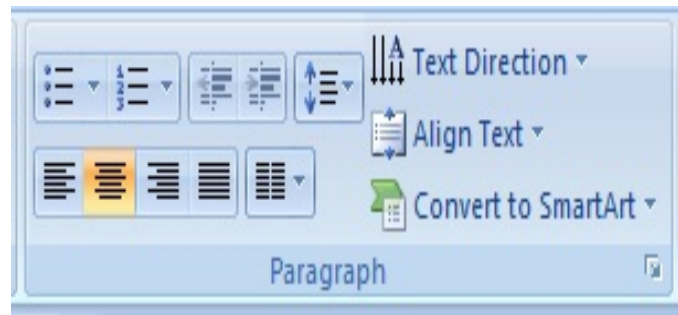 Text Direction
Align Text
Convert to SmartArt
Paragraph